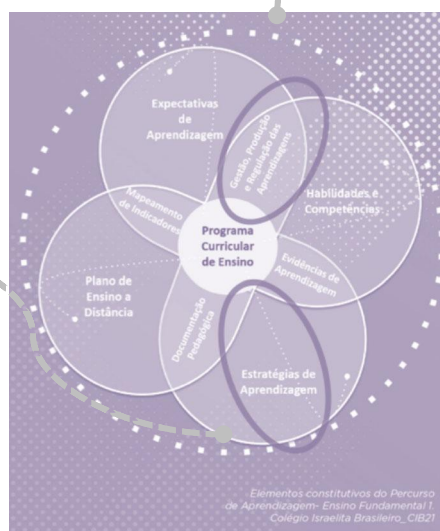 Expectativas
de
Aprendizagem
Gestão, Produção
e Regulação das
Aprendizagens
Habilidades e
Competências
Mapeamento
de Indicadores
Programa
Curricular
de Ensino
Evidências de
Aprendizagem
Plano de
Ensino a
Distância
Documentação
Pedagógica
Estratégias de
Aprendizagem
Elementos constitutivos do Percurso
de Aprendizagem- Ensino Fundamental 1.
Colégio Israelita Brasileiro_CIB21